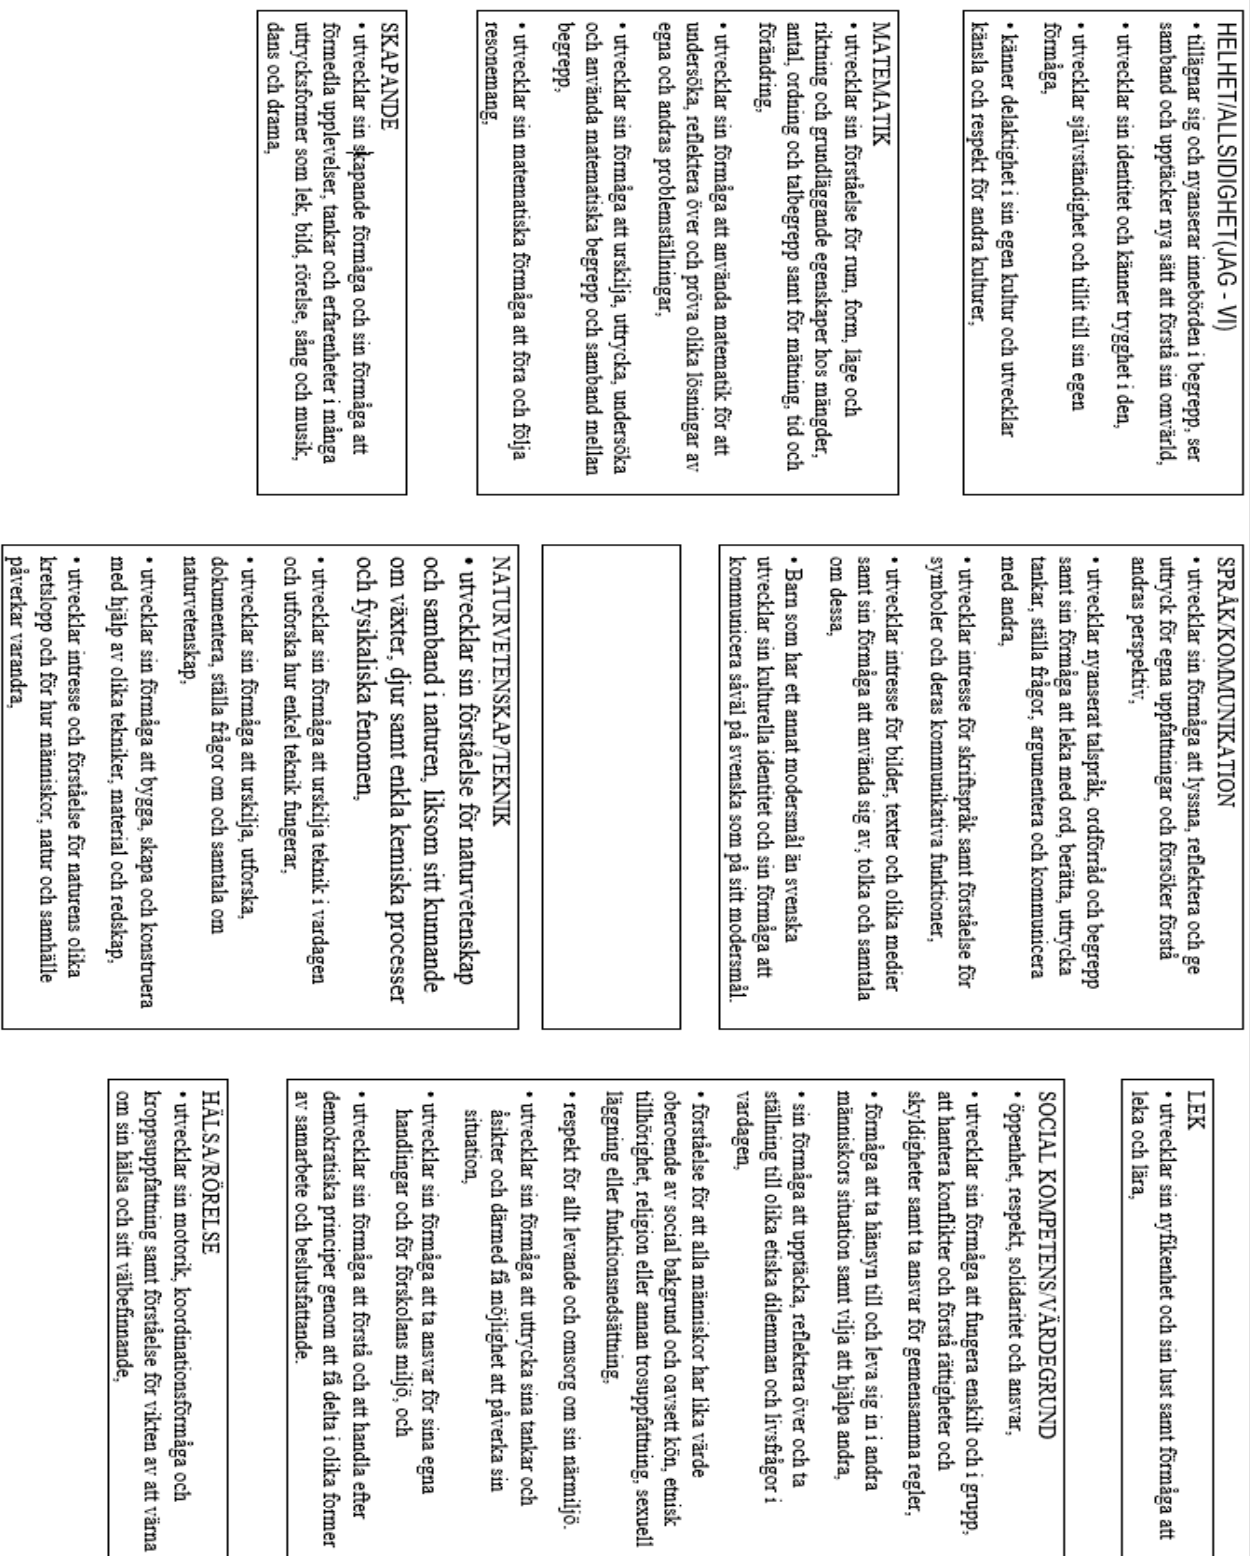 HELHET/ALLSIDIGHET(JAG - VI)
• tillägnar sig och nyanserar innebörden i begrepp, ser
samband och upptäcker nya sätt att förstå sin omvärld,
• utvecklar sin identitet och känner trygghet i den,
• utvecklar självständighet och tillit till sin egen
förmåga,
• känner delaktighet i sin egen kultur och utvecklar
känsla och respekt för andra kulturer,
MATEMATIK
• utvecklar sin förståelse för rum, form, läge och
riktning och grundläggande egenskaper hos mängder,
antal, ordning och talbegrepp samt för mätning, tid och
förändring,
• utvecklar sin förmåga att använda matematik för att
undersöka, reflektera över och pröva olika lösningar av
egna och andras problemställningar,
• utvecklar sin förmåga att urskilja, uttrycka, undersöka
och använda matematiska begrepp och samband mellan
begrepp,
• utvecklar sin matematiska förmåga att föra och följa
resonemang,
SKAPANDE
• utvecklar sin skapande förmåga och sin förmåga att
förmedla upplevelser, tankar och erfarenheter i många
uttrycksformer som lek, bild, rörelse, sång och musik,
dans och drama,
SPRÅK/KOMMUNIKATION
• utvecklar sin förmåga att lyssna, reflektera och ge
uttryck för egna uppfattningar och försöker förstå
andras perspektiv,
• utvecklar nyanserat talspråk, ordförråd och begrepp
samt sin förmåga att leka med ord, berätta, uttrycka
tankar, ställa frågor, argumentera och kommunicera
med andra,
• utvecklar intresse för skriftspråk samt förståelse för
symboler och deras kommunikativa funktioner,
• utvecklar intresse för bilder, texter och olika medier
samt sin förmåga att använda sig av, tolka och samtala
om dessa,
• Barn som har ett annat modersmål än svenska
utvecklar sin kulturella identitet och sin förmåga att
kommunicera såväl på svenska som på sitt modersmål.
NATURVETENSKAP/TEKNIK
• utvecklar sin förståelse för naturvetenskap
och samband i naturen, liksom sitt kunnande
om växter, djur samt enkla kemiska processer
och fysikaliska fenomen,
• utvecklar sin förmåga att urskilja teknik i vardagen
och utforska hur enkel teknik fungerar,
• utvecklar sin förmåga att urskilja, utforska,
dokumentera, ställa frågor om och samtala om
naturvetenskap,
• utvecklar sin förmåga att bygga, skapa och konstruera
med hjälp av olika tekniker, material och redskap,
• utvecklar intresse och förståelse för naturens olika
kretslopp och för hur människor, natur och samhälle
påverkar varandra,
LEK
• utvecklar sin nyfikenhet och sin lust samt förmåga att
leka och lära,
SOCIAL KOMPETENS/VÄRDEGRUND
• öppenhet, respekt, solidaritet och ansvar,
• utvecklar sin förmåga att fungera enskilt och i grupp,
att hantera konflikter och förstå rättigheter och
skyldigheter samt ta ansvar för gemensamma regler,
• förmåga att ta hänsyn till och leva sig in i andra
människors situation samt vilja att hjälpa andra,
• sin förmåga att upptäcka, reflektera över och ta
ställning till olika etiska dilemman och livsfrågor i
vardagen,
• förståelse för att alla människor har lika värde
oberoende av social bakgrund och oavsett kön, etnisk
tillhörighet, religion eller annan trosuppfattning, sexuell
läggning eller funktionsnedsättning,
• respekt för allt levande och omsorg om sin närmiljö.
• utvecklar sin förmåga att uttrycka sina tankar och
åsikter och därmed få möjlighet att påverka sin
situation,
• utvecklar sin förmåga att ta ansvar för sina egna
handlingar och för förskolans miljö, och
• utvecklar sin förmåga att förstå och att handla efter
demokratiska principer genom att få delta i olika former
av samarbete och beslutsfattande.
HÄLSA/RÖRELSE
• utvecklar sin motorik, koordinationsförmåga och
kroppsuppfattning samt förståelse för vikten av att värna
om sin hälsa och sitt välbefinnande,